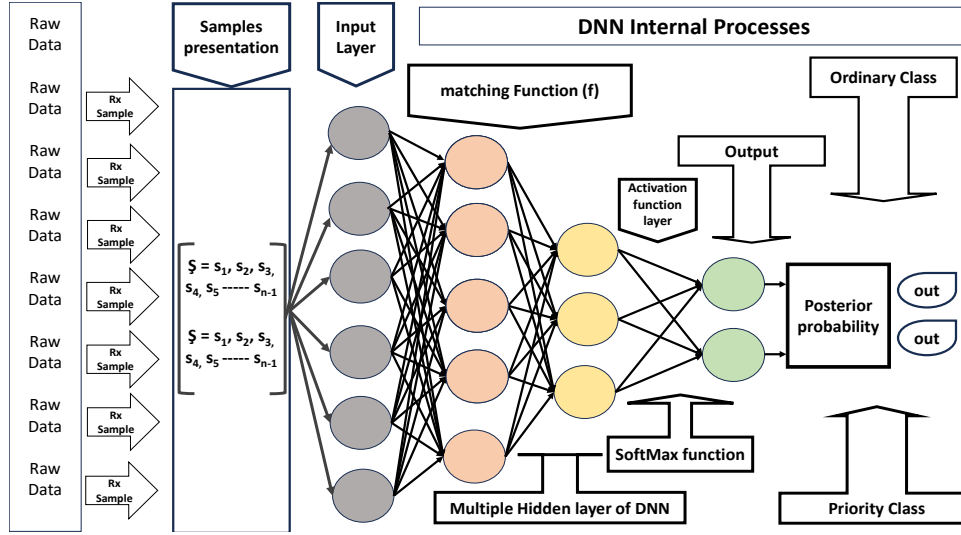 Raw
Data
Raw
Data
Raw
Data
Raw
Data
Raw
Data
Raw
Data
Raw
Data
Raw
Data
Rx
Sample
Rx
Sample
Rx
Sample
Rx
Sample
Rx
Sample
Rx
Sample
Rx
Sample
Samples
presentation
Ş = s1, s2, s3,
s4, s5 ----- sn-1
Ş = s1, s2, s3,
s4, s5 ----- sn-1
Input
Layer
DNN Internal Processes
matching Function (f)
Multiple Hidden layer of DNN
Activation
function
layer
SoftMax function
Output
Ordinary Class
Posterior
probability
out
out
Priority Class